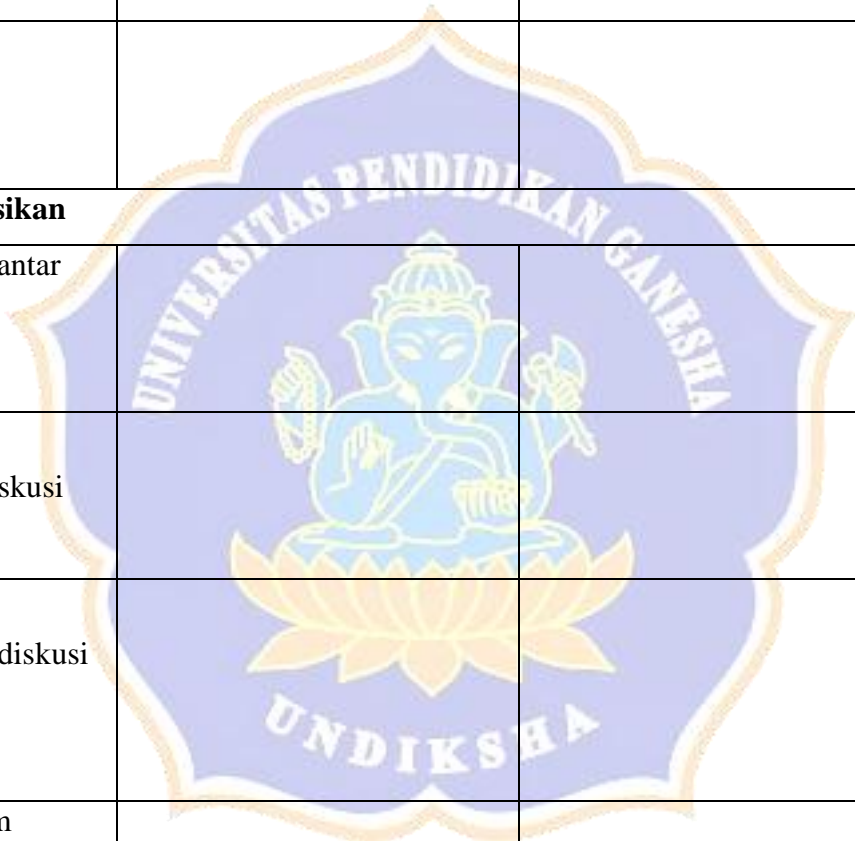 UNIVERSITAS PENDIDIKAN GANESHA
sikan
antar
skusi
diskusi
UNDIKSHA
n